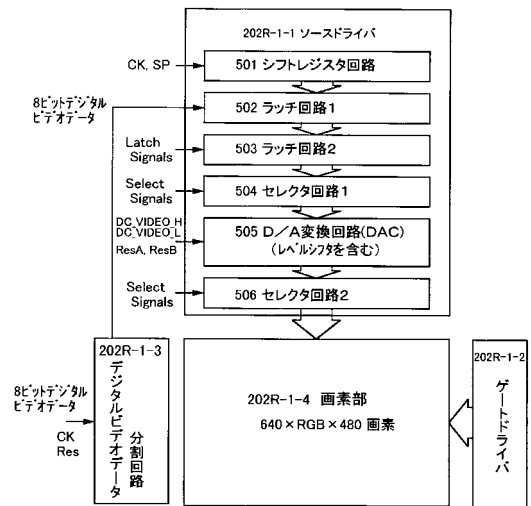 202R-1-1 ソースドライバ
CK, SP
501 シフトレジスタ回路
8ビットデジタル
ビデオデータ
502 ラッチ回路1
Latch
Signals
503 ラッチ回路2
Select
Signals
504 セレクタ回路1
DC_VIDEO_H
DC_VIDEO_L
ResA, ResB
505 D/A変換回路(DAC)
(レベルシフタを含む)
Select
Signals
506 セレクタ回路2
202R-1-3
デジタルビデオデータ
分割回路
8ビットデジタル
ビデオデータ
CK
Res
202R-1-4 画素部
640×RGB×480 画素
202R-1-2
ゲートドライバ